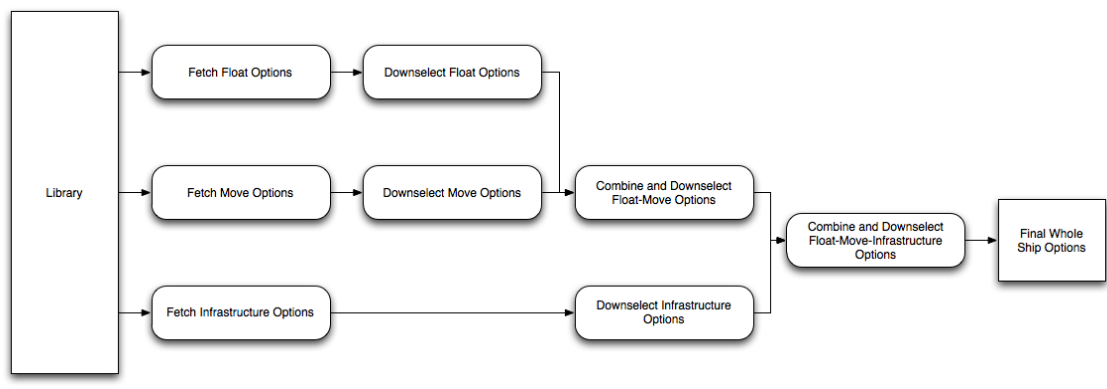 Library
Fetch Float Options
Downselect Float Options
Fetch Move Options
Downselect Move Options
Combine and Downselect
Float-Move Options
Fetch Infrastructure Options
Downselect Infrastructure
Options
Combine and Downselect
Float-Move-Infrastructure
Options
Final Whole
Ship Options